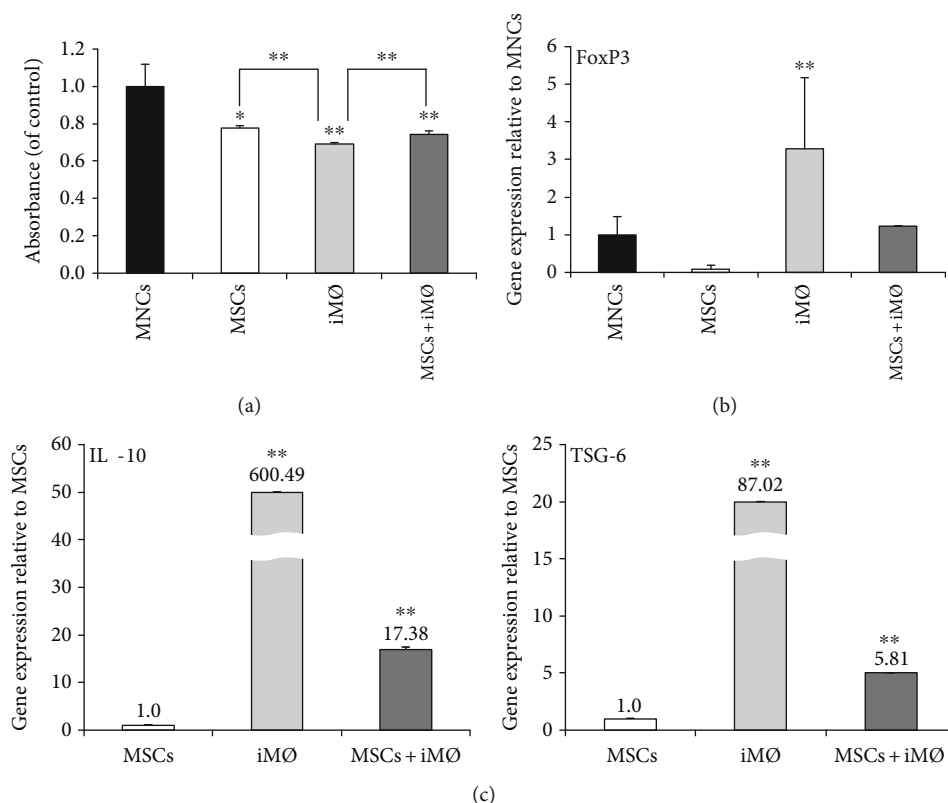 Absorbance (of control)
1.2
1.0
0.8
0.6
0.4
0.2
0.0
**
**
*
**
**
MNCs
MSCs
iMØ
MSCs + iMØ
(a)
Gene expression relative to MNCs
FoxP3
6
5
4
3
2
1
0
**
MNCs
MSCs
iMØ
MSCs + iMØ
(b)
Gene expression relative to MSCs
IL -10
60
50
40
30
20
10
0
**
600.49
**
17.38
1.0
MSCs
iMØ
MSCs + iMØ
Gene expression relative to MSCs
TSG-6
25
20
15
10
5
0
**
87.02
**
5.81
1.0
MSCs
iMØ
MSCs + iMØ
(c)